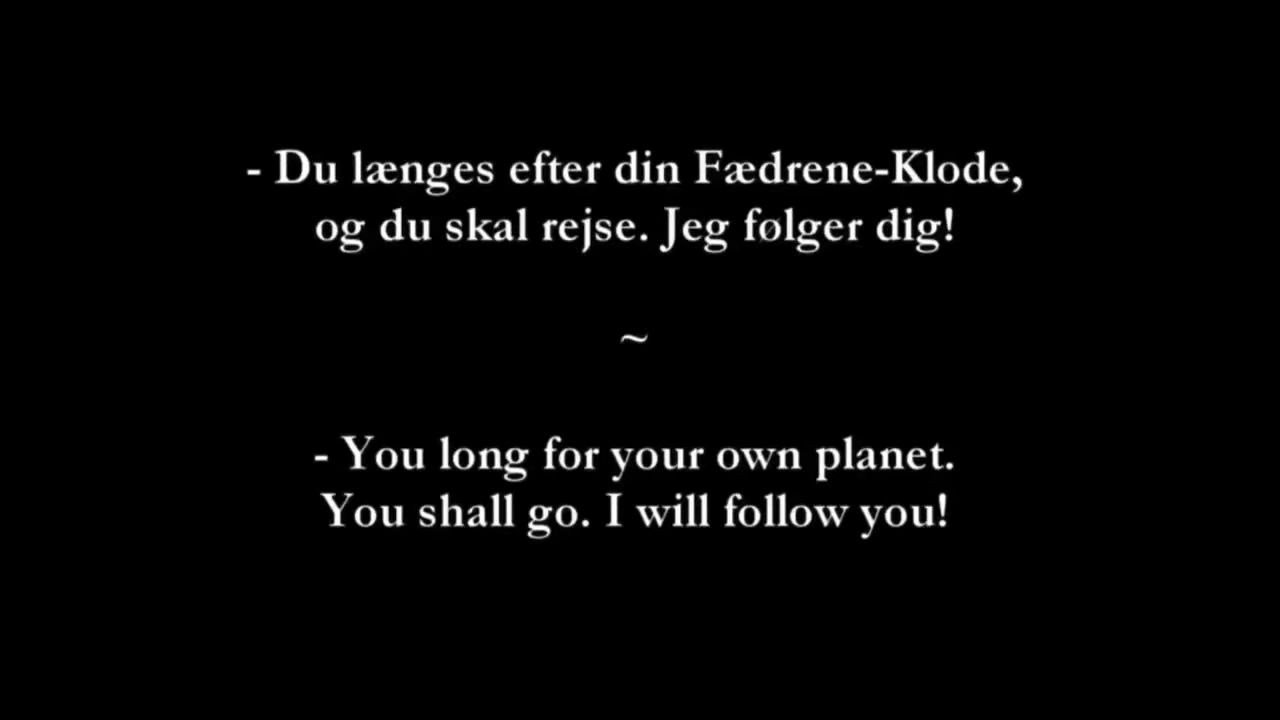 - Du længes efter din Fædrene-Klode,
og du skal rejse. Jeg følger dig!
~
- You long for your own planet.
You shall go. I will follow you!